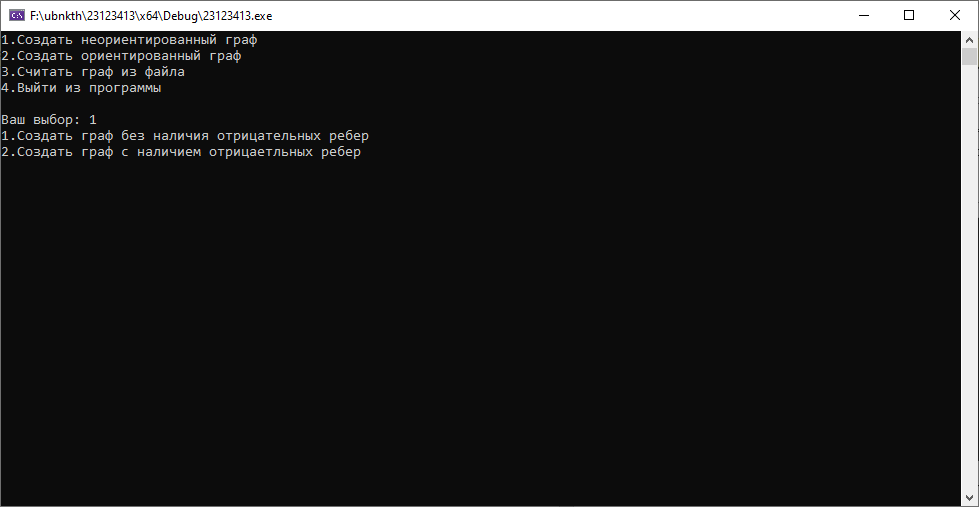 F:\ubnkth\23123413\x64\Debug\23123413.exe
1.Создать неориентированный граф
2.Создать ориентированный граф
3.Считать граф из файла
4.Выйти из программы
Ваш выбор: 1
1.Создать граф без наличия отрицательных ребер
2.Создать граф с наличием отрицаетльных ребер